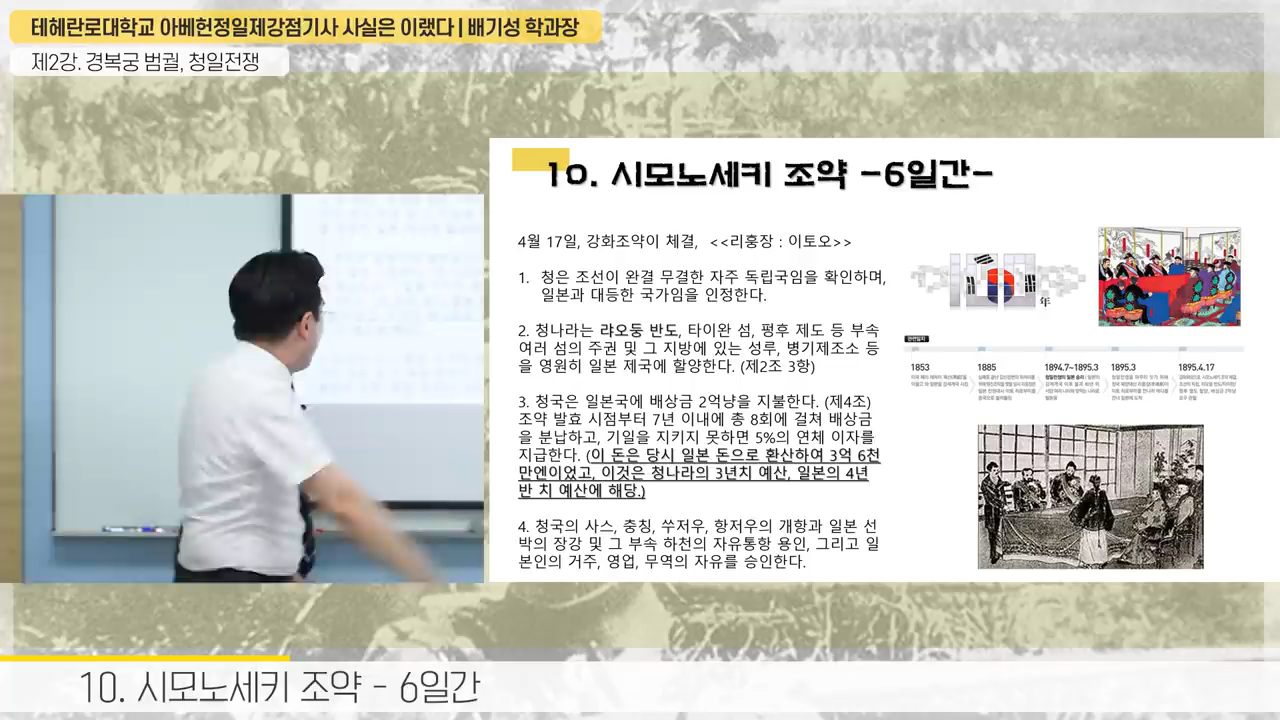 테헤란로대학교 아베헌정일제강점기사 사실은 이랬다 | 배기성 학과장
제2강. 경복궁 범궐, 청일전쟁
10. 시모노세키 조약 -6일간-
4월 17일, 강화조약이 체결, <<리홍장 : 이토오>>
1. 청은 조선이 완결 무결한 자주 독립국임을 확인하며,
일본과 대등한 국가임을 인정한다.
2. 청나라는 랴오둥 반도, 타이완 섬, 펑후 제도 등 부속
여러 섬의 주권 및 그 지방에 있는 성루, 병기제조소 등
을 영원히 일본 제국에 할양한다. (제2조 3항)
3. 청국은 일본국에 배상금 2억냥을 지불한다. (제4조)
조약 발효 시점부터 7년 이내에 총 8회에 걸쳐 배상금
을 분납하고, 기일을 지키지 못하면 5%의 연체 이자를
지급한다. (이 돈은 당시 일본 돈으로 환산하여 3억 6천
만엔이었고, 이것은 청나라의 3년치 예산, 일본의 4년
반 치 예산에 해당.)
4. 청국의 사스, 충칭, 쑤저우, 항저우의 개항과 일본 선
박의 장강 및 그 부속 하천의 자유통항 용인, 그리고 일
본인의 거주, 영업, 무역의 자유를 승인한다.
年
관련일지
1853
1885
1894.7~1895.3
1895.3
1895.4.17
10. 시모노세키 조약 - 6일간